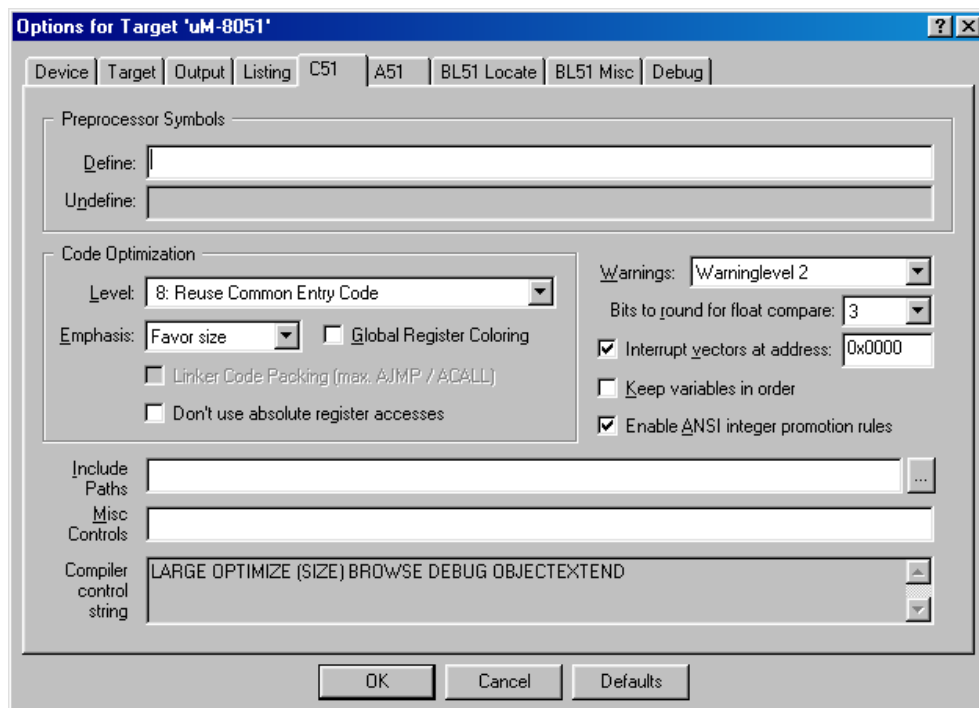 Options for Target 'uM-8051'
Device Target Output Listing C51 A51 BL51 Locate BL51 Misc Debug
Preprocessor Symbols
Define:
Undefine:
Code Optimization
Level: 8: Reuse Common Entry Code
Emphasis: Favor size Global Register Coloring
Linker Code Packing (max. AJMP / ACALL)
Don't use absolute register accesses
Warnings: Warninglevel 2
Bits to round for float compare: 3
Interrupt vectors at address: 0x0000
Keep variables in order
Enable ANSI integer promotion rules
Include
Paths
...
Misc
Controls
Compiler
control
string
LARGE OPTIMIZE (SIZE) BROWSE DEBUG OBJECTEXTEND
OK Cancel Defaults